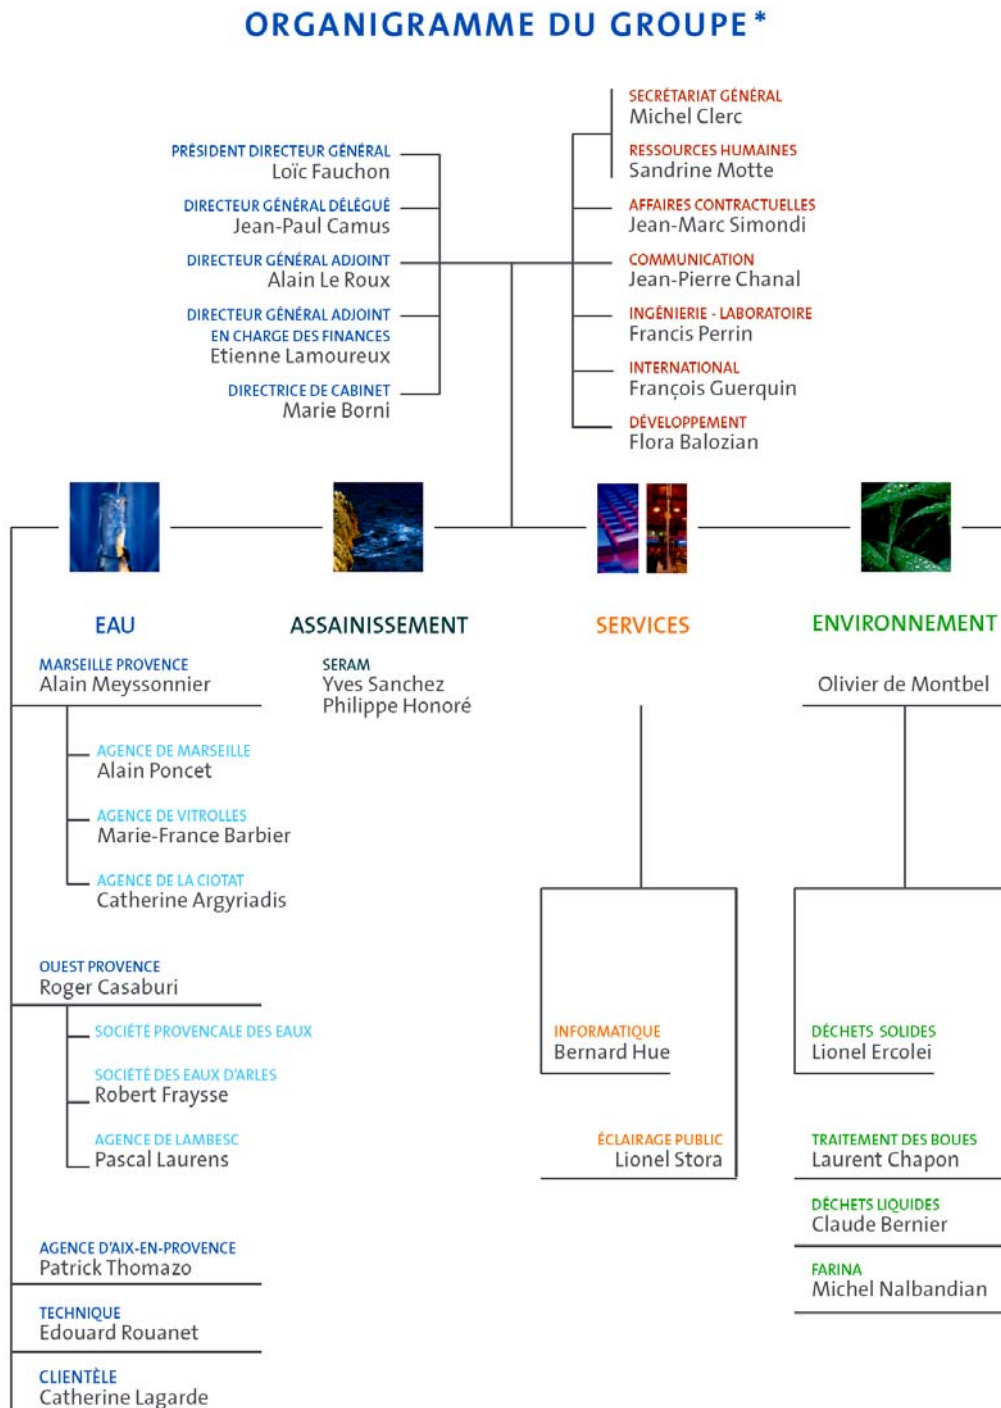 ORGANIGRAMME DU GROUPE*
PRÉSIDENT DIRECTEUR GÉNÉRAL
Loïc Fauchon
DIRECTEUR GÉNÉRAL DÉLÉGUÉ
Jean-Paul Camus
DIRECTEUR GÉNÉRAL ADJOINT
Alain Le Roux
DIRECTEUR GÉNÉRAL ADJOINT
EN CHARGE DES FINANCES
Etienne Lamoureux
DIRECTRICE DE CABINET
Marie Borni
SECRÉTARIAT GÉNÉRAL
Michel Clerc
RESSOURCES HUMAINES
Sandrine Motte
AFFAIRES CONTRACTUELLES
Jean-Marc Simondi
COMMUNICATION
Jean-Pierre Chanal
INGÉNIERIE - LABORATOIRE
Francis Perrin
INTERNATIONAL
François Guerquin
DÉVELOPPEMENT
Flora Balozian
EAU
MARSEILLE PROVENCE
Alain Meyssonnier
AGENCE DE MARSEILLE
Alain Poncet
AGENCE DE VITROLLES
Marie-France Barbier
AGENCE DE LA CIOTAT
Catherine Argyriadis
OUEST PROVENCE
Roger Casaburi
SOCIÉTÉ PROVENCALE DES EAUX
SOCIÉTÉ DES EAUX D'ARLES
Robert Fraysse
AGENCE DE LAMBESC
Pascal Laurens
AGENCE D'AIX-EN-PROVENCE
Patrick Thomazo
TECHNIQUE
Edouard Rouanet
CLIENTÈLE
Catherine Lagarde
ASSAINISSEMENT
SERAM
Yves Sanchez
Philippe Honoré
SERVICES
INFORMATIQUE
Bernard Hue
ÉCLAIRAGE PUBLIC
Lionel Stora
ENVIRONNEMENT
Olivier de Montbel
DÉCHETS SOLIDES
Lionel Ercolei
TRAITEMENT DES BOUES
Laurent Chapon
DÉCHETS LIQUIDES
Claude Bernier
FARINA
Michel Nalbandian